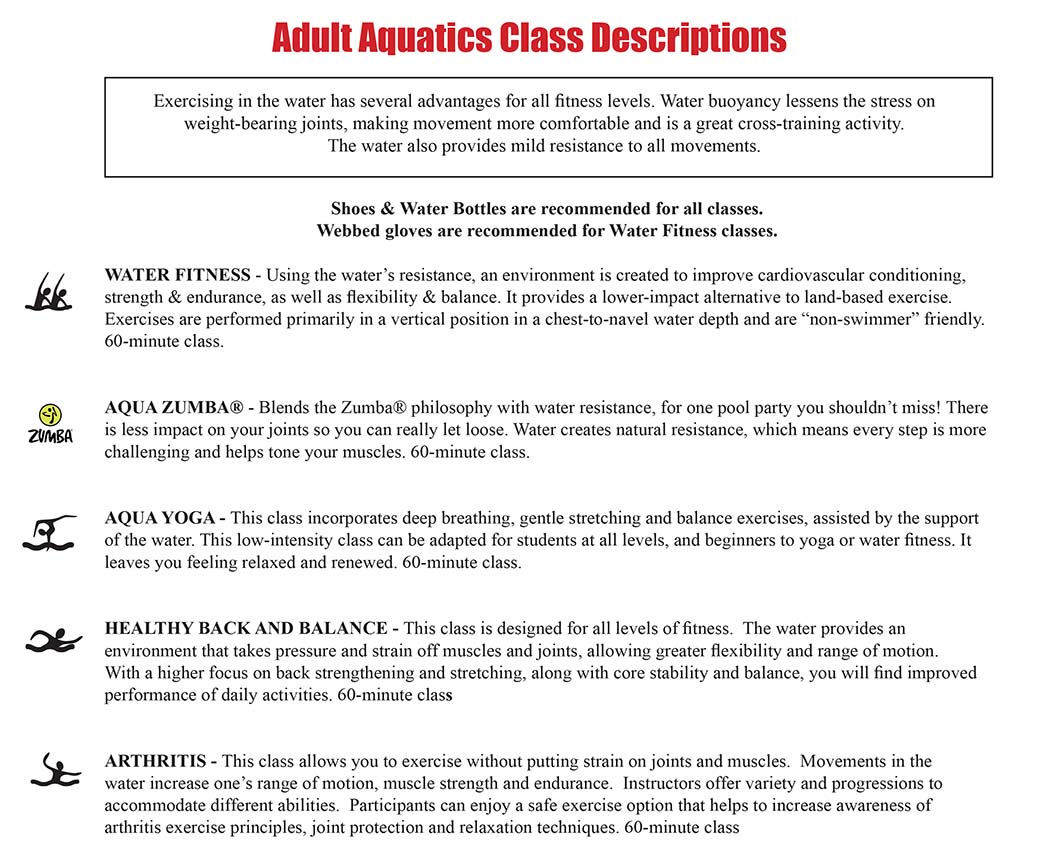 Adult Aquatics Class Descriptions
Exercising in the water has several advantages for all fitness levels. Water buoyancy lessens the stress on
weight-bearing joints, making movement more comfortable and is a great cross-training activity.
The water also provides mild resistance to all movements.
Shoes & Water Bottles are recommended for all classes.
Webbed gloves are recommended for Water Fitness classes.
WATER FITNESS - Using the water’s resistance, an environment is created to improve cardiovascular conditioning,
strength & endurance, as well as flexibility & balance. It provides a lower-impact alternative to land-based exercise.
Exercises are performed primarily in a vertical position in a chest-to-navel water depth and are “non-swimmer” friendly.
60-minute class.
ZUMBA
AQUA ZUMBA® - Blends the Zumba® philosophy with water resistance, for one pool party you shouldn’t miss! There
is less impact on your joints so you can really let loose. Water creates natural resistance, which means every step is more
challenging and helps tone your muscles. 60-minute class.
AQUA YOGA - This class incorporates deep breathing, gentle stretching and balance exercises, assisted by the support
of the water. This low-intensity class can be adapted for students at all levels, and beginners to yoga or water fitness. It
leaves you feeling relaxed and renewed. 60-minute class.
HEALTHY BACK AND BALANCE - This class is designed for all levels of fitness.  The water provides an
environment that takes pressure and strain off muscles and joints, allowing greater flexibility and range of motion.
With a higher focus on back strengthening and stretching, along with core stability and balance, you will find improved
performance of daily activities. 60-minute class
ARTHRITIS - This class allows you to exercise without putting strain on joints and muscles.  Movements in the
water increase one’s range of motion, muscle strength and endurance.  Instructors offer variety and progressions to
accommodate different abilities.  Participants can enjoy a safe exercise option that helps to increase awareness of
arthritis exercise principles, joint protection and relaxation techniques. 60-minute class